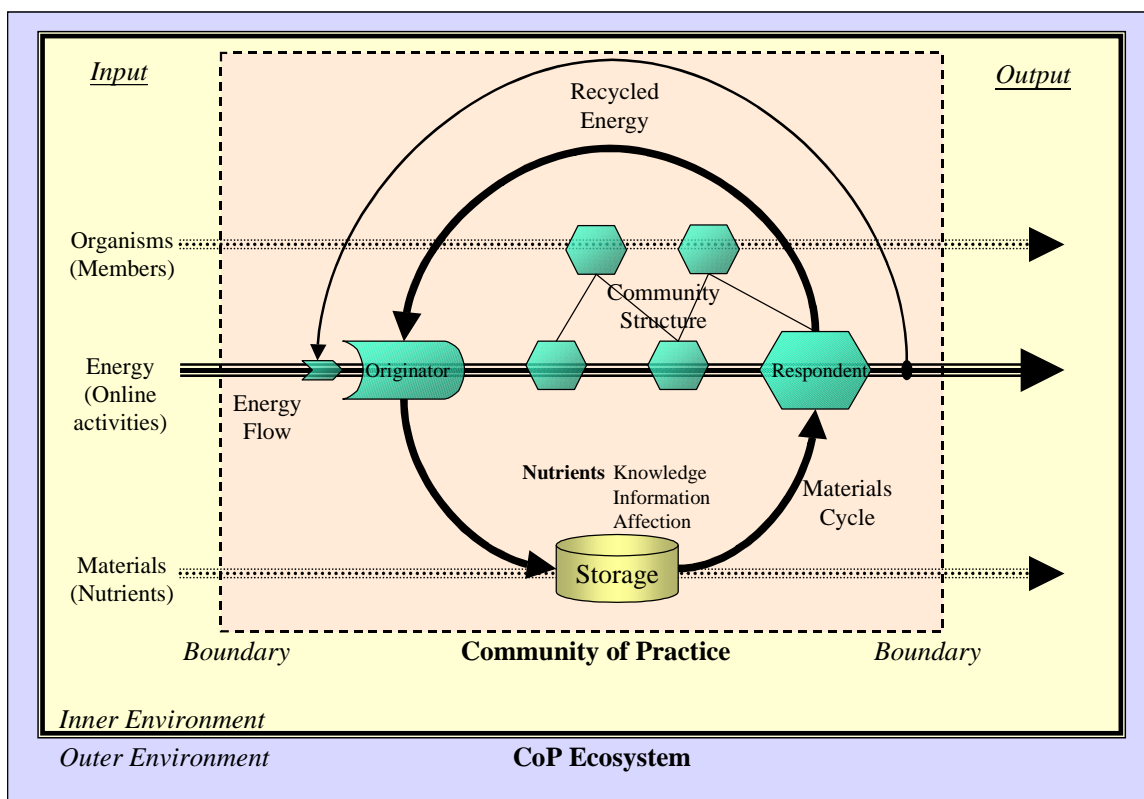 Input
Output
Recycled
Energy
Organisms
(Members)
Community
Structure
Energy
(Online
activities)
Originator
Respondent
Energy
Flow
Nutrients Knowledge
Information
Affection
Materials
Cycle
Materials
(Nutrients)
Storage
Boundary
Community of Practice
Boundary
Inner Environment
Outer Environment
CoP Ecosystem